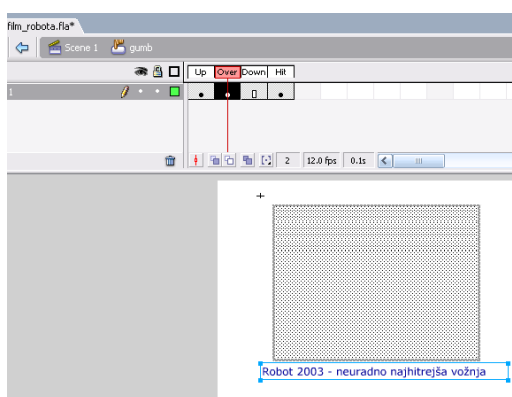 film_robota.fla*
Scene 1 gumb
Up Over Down Hit
1
2 12.0 fps 0.1s
Robot 2003 - neuradno najhitrejša vožnja